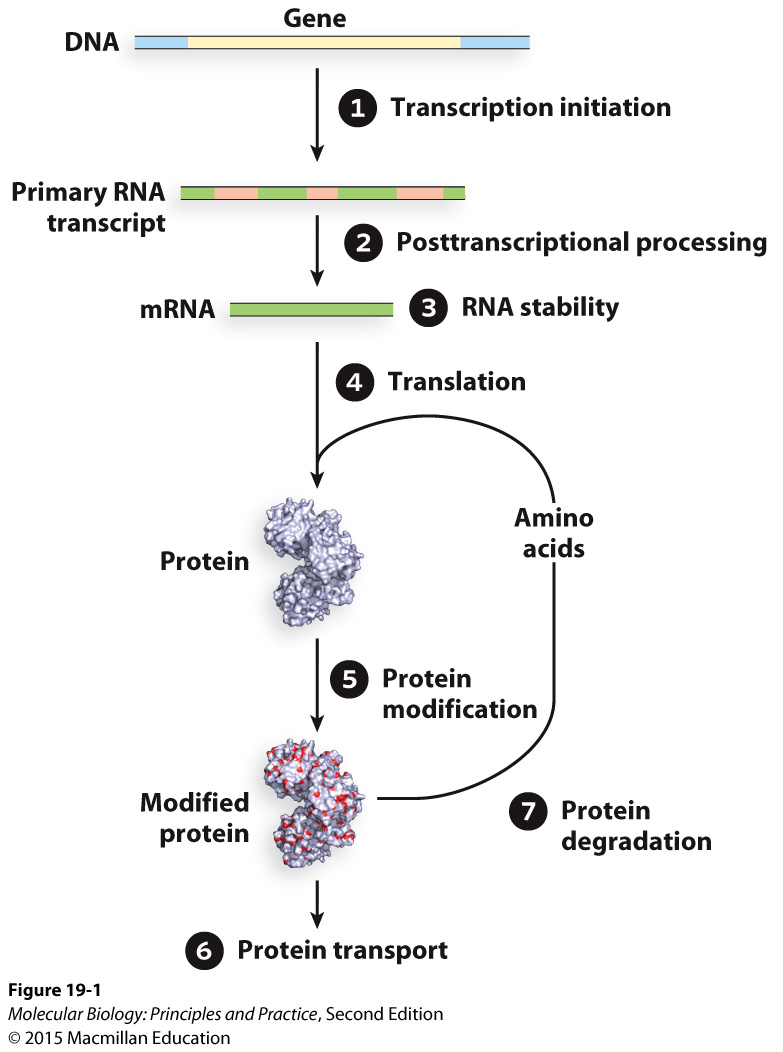 Gene
DNA
1 Transcription initiation
Primary RNA
transcript
2 Posttranscriptional processing
mRNA
3 RNA stability
4 Translation
Amino
acids
Protein
5 Protein
modification
Modified
protein
7 Protein
degradation
6 Protein transport
Figure 19-1
Molecular Biology: Principles and Practice, Second Edition
© 2015 Macmillan Education